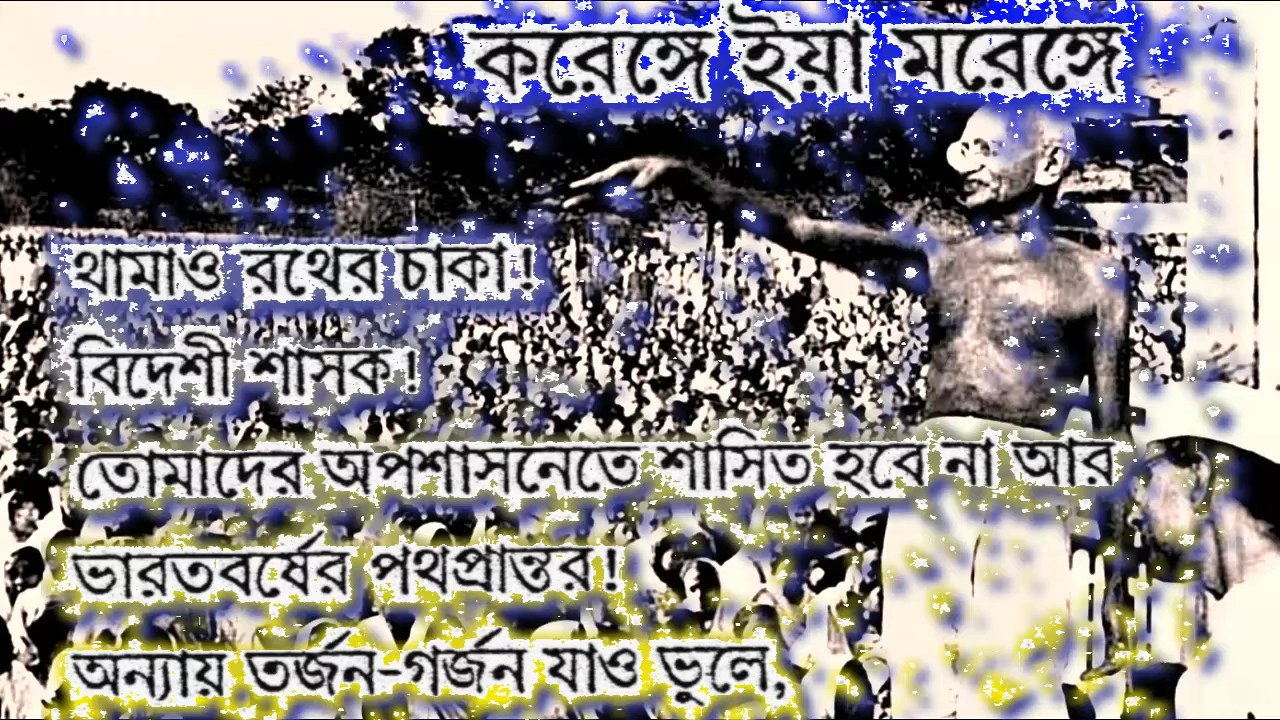 করেঙ্গে ইয়া মরেঙ্গে
থামাও রথের চাকা!
বিদেশী শাসক!
তোমাদের অপশাসনেতে শাসিত হবে না আর
ভারতবর্ষের পথপ্রান্তর!
অন্যায় তর্জন-গর্জন যাও ভুলে,